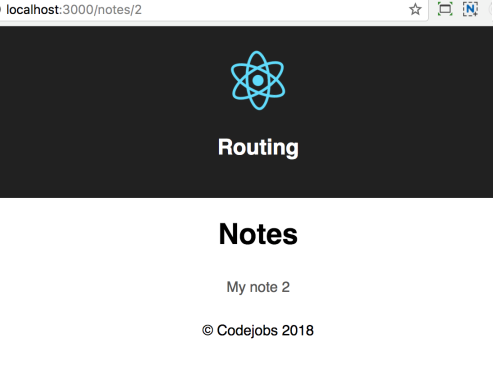 localhost:3000/notes/2
Routing
Notes
My note 2
© Codejobs 2018